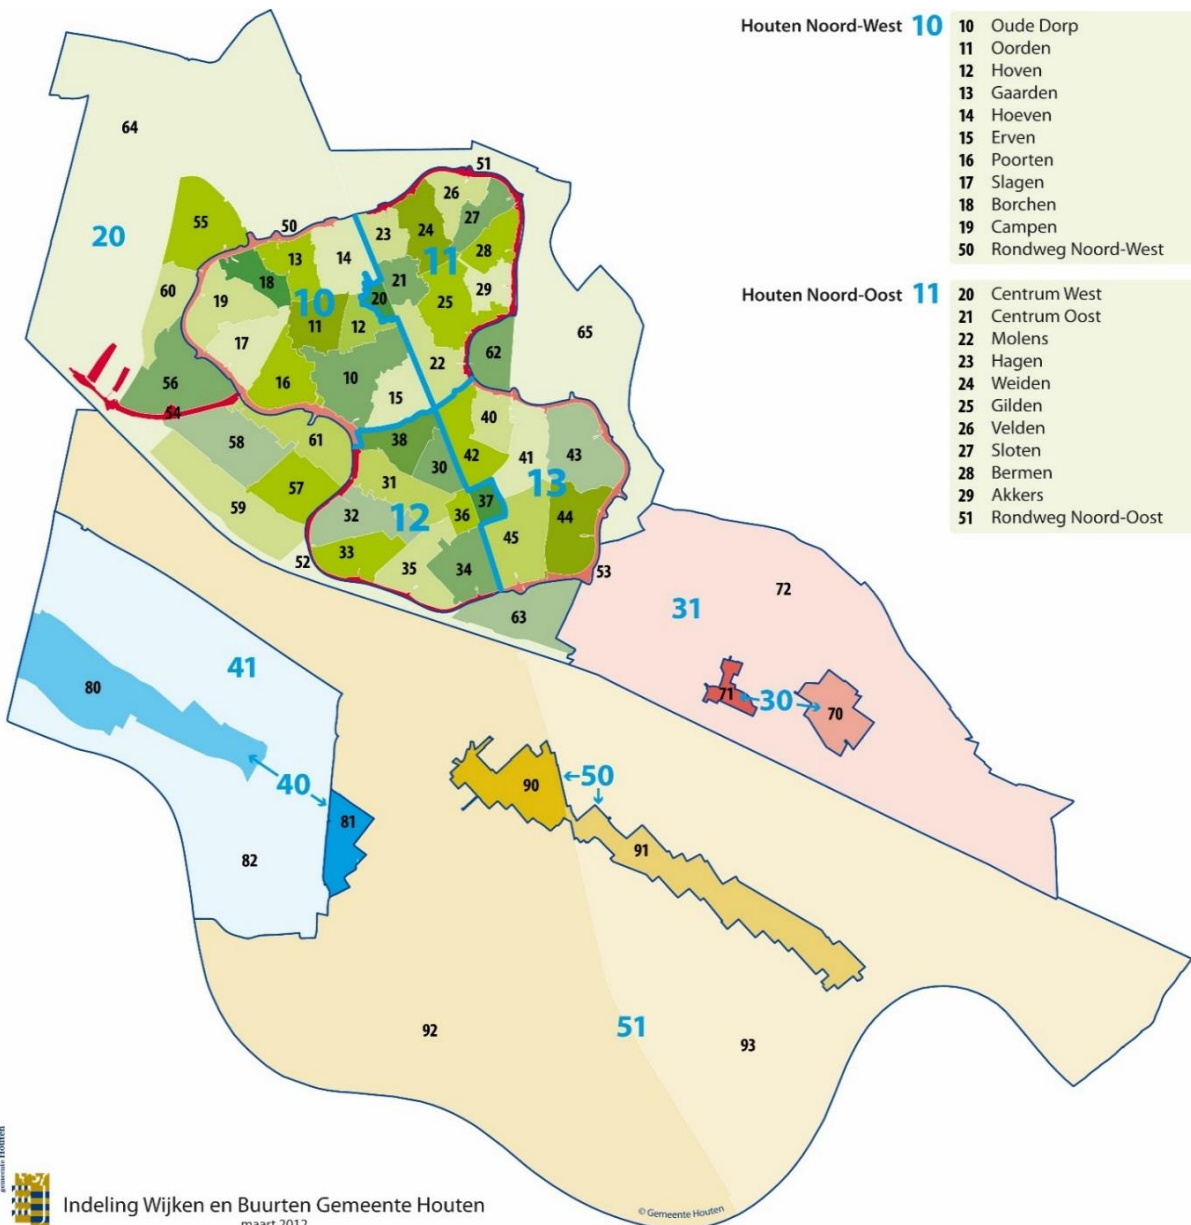 Houten Noord-West 10
10 Oude Dorp
11 Oorden
12 Hoven
13 Gaarden
14 Hoeven
15 Erven
16 Poorten
17 Slagen
18 Borchen
19 Campen
50 Rondweg Noord-West
Houten Noord-Oost 11
20 Centrum West
21 Centrum Oost
22 Molens
23 Hagen
24 Weiden
25 Gilden
26 Velden
27 Sloten
28 Bermen
29 Akkers
51 Rondweg Noord-Oost
64
51
26
55
50
27
23
24
20
13
14
11
28
18
21
60
19
10
20
25
29
11
12
65
17
62
22
56
16
10
15
54
40
58
61
38
42
41
43
30
57
31
13
37
59
32
12
36
44
45
33
52
35
34
53
72
31
63
41
80
71
30
70
40
90
50
81
91
82
92
51
93
gemeente Houten
Indeling Wijken en Buurten Gemeente Houten
maart 2012
© Gemeente Houten